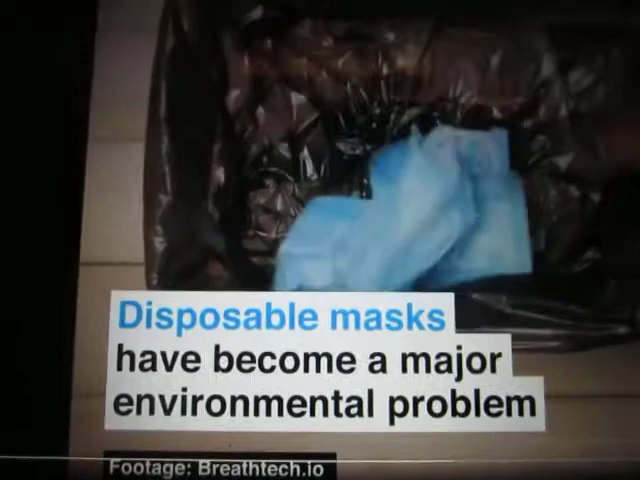 Disposable masks
have become a major
environmental problem
Footage: Breathtech.io